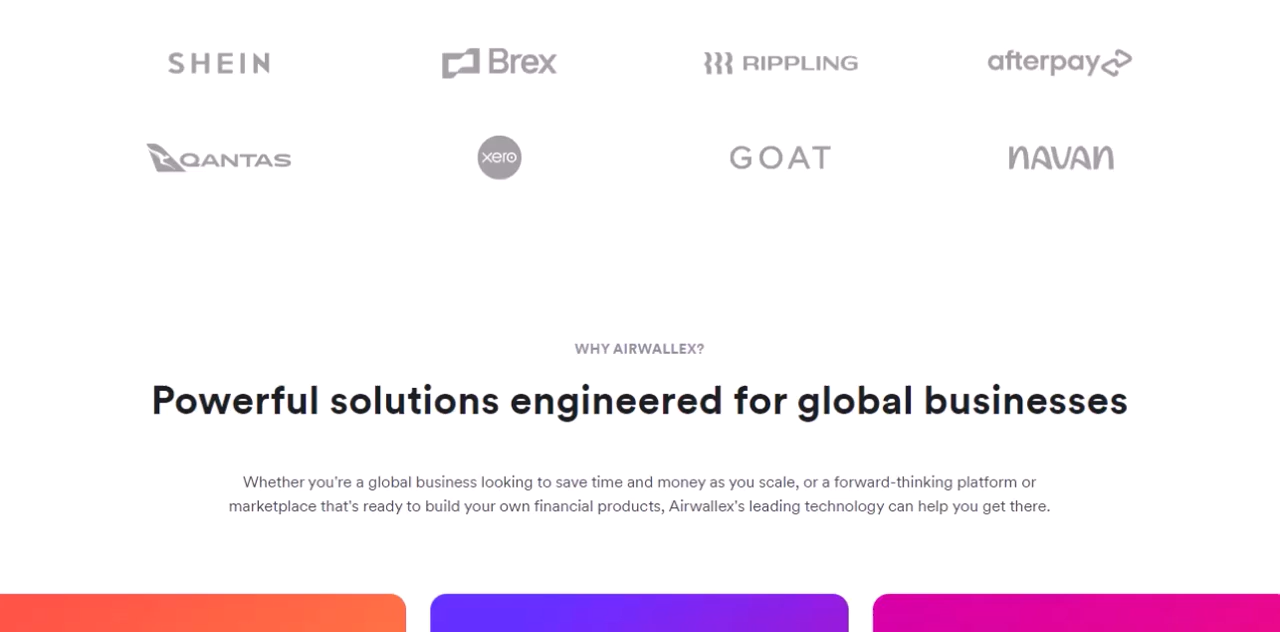 SHEIN Brex RIPPLING afterpay
QANTAS xero GOAT navan
WHY AIRWALLEX?
Powerful solutions engineered for global businesses
Whether you're a global business looking to save time and money as you scale, or a forward-thinking platform or
marketplace that's ready to build your own financial products, Airwallex's leading technology can help you get there.